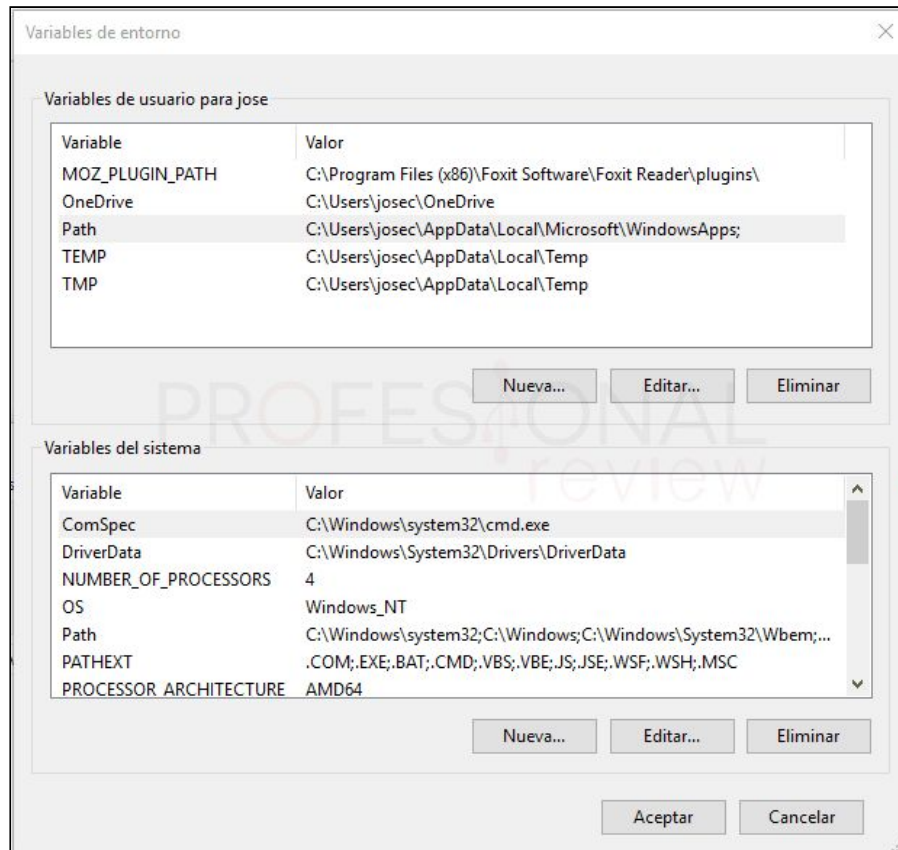 Variables de entorno
Variables de usuario para jose
Variable Valor
MOZ_PLUGIN_PATH C:\Program Files (x86)\Foxit Software\Foxit Reader\plugins\
OneDrive C:\Users\josec\OneDrive
Path C:\Users\josec\AppData\Local\Microsoft\WindowsApps;
TEMP C:\Users\josec\AppData\Local\Temp
TMP C:\Users\josec\AppData\Local\Temp
Nueva... Editar... Eliminar
PROFESIONAL
review
Variables del sistema
Variable Valor
ComSpec C:\Windows\system32\cmd.exe
DriverData C:\Windows\System32\Drivers\DriverData
NUMBER_OF_PROCESSORS 4
OS Windows_NT
Path C:\Windows\system32;C:\Windows;C:\Windows\System32\Wbem;...
PATHEXT .COM;.EXE;.BAT;.CMD;.VBS;.VBE;.JS;.JSE;.WSF;.WSH;.MSC
PROCESSOR_ARCHITECTURE AMD64
Nueva... Editar... Eliminar
Aceptar Cancelar